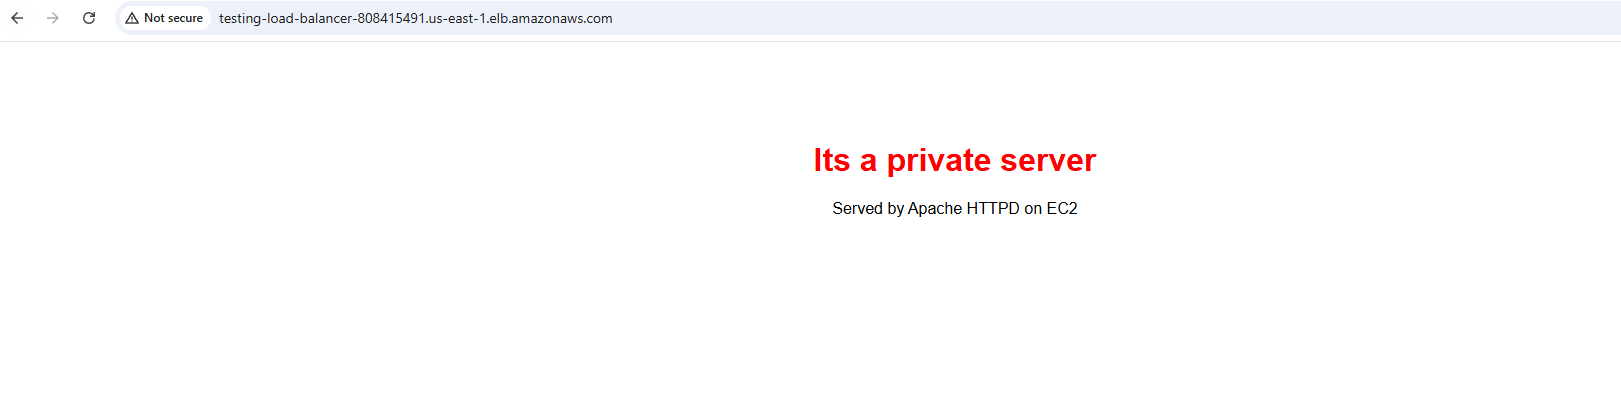 Not secure testing-load-balancer-808415491.us-east-1.elb.amazonaws.com
Its a private server
Served by Apache HTTPD on EC2